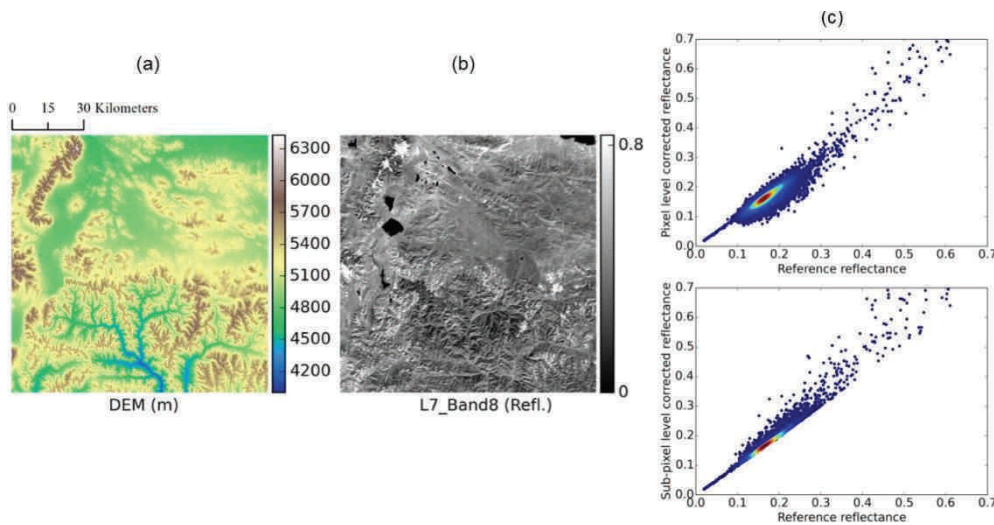 (a)
(b)
(c)
0 15 30 Kilometers
6300
6000
5700
5400
5100
4800
4500
4200
DEM (m)
0.8
0
L7_Band8 (Refl.)
Pixel level corrected reflectance
0.7
0.6
0.5
0.4
0.3
0.2
0.1
0.0
0.0 0.1 0.2 0.3 0.4 0.5 0.6 0.7
Reference reflectance
Sub-pixel level corrected reflectance
0.7
0.6
0.5
0.4
0.3
0.2
0.1
0.0
0.0 0.1 0.2 0.3 0.4 0.5 0.6 0.7
Reference reflectance